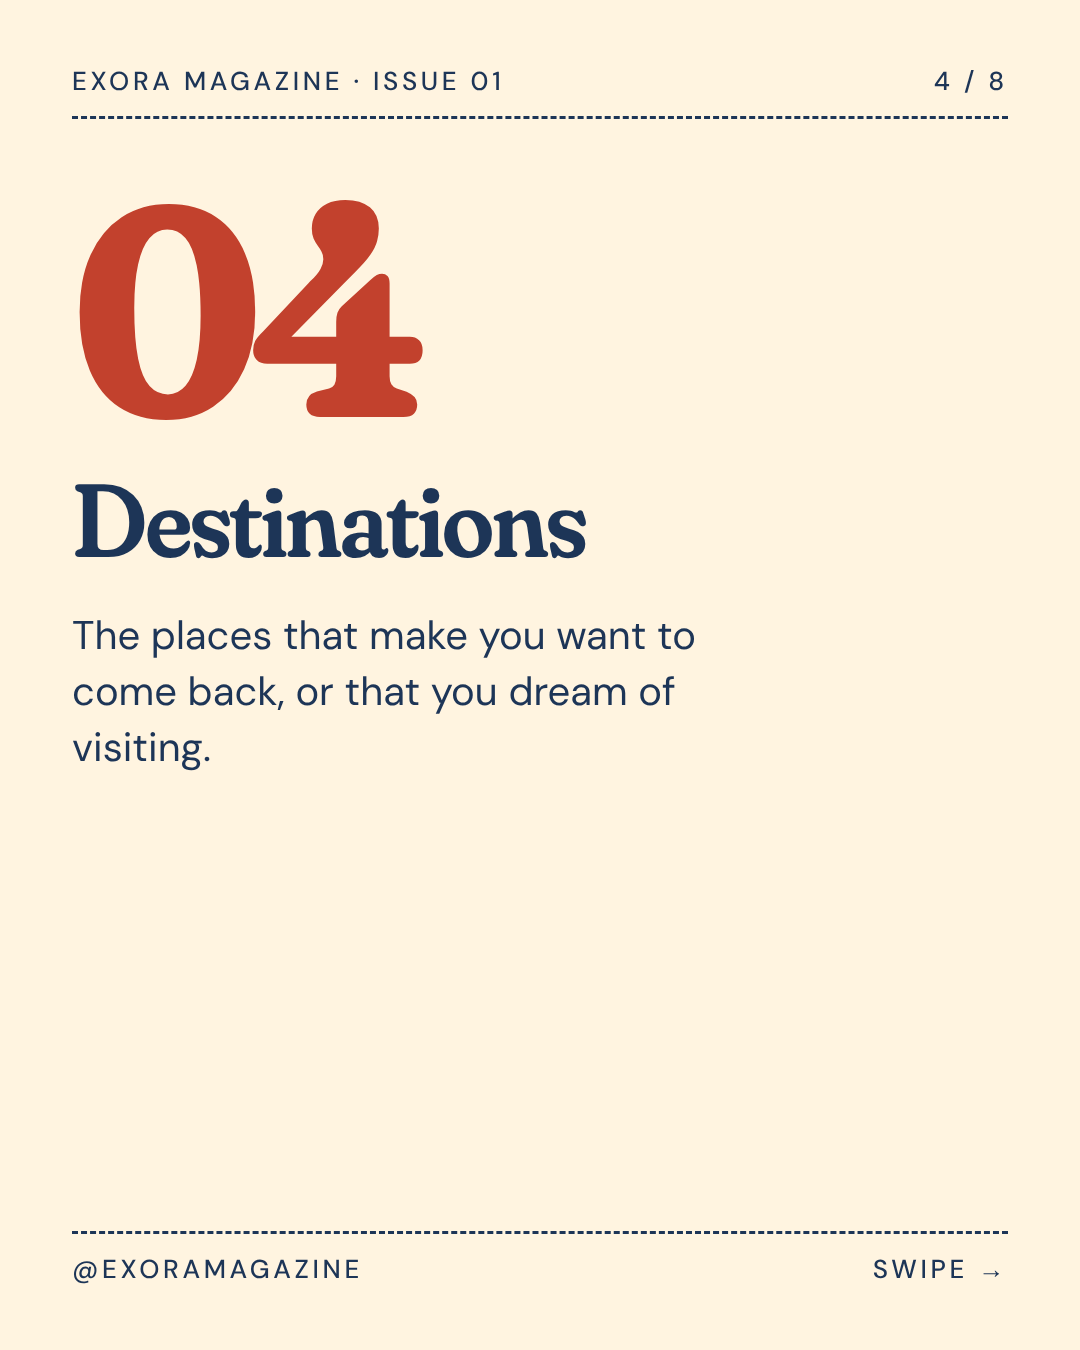 EXORA MAGAZINE · ISSUE 01
4 / 8
04
Destinations
The places that make you want to
come back, or that you dream of
visiting.
@EXORAMAGAZINE
SWIPE →